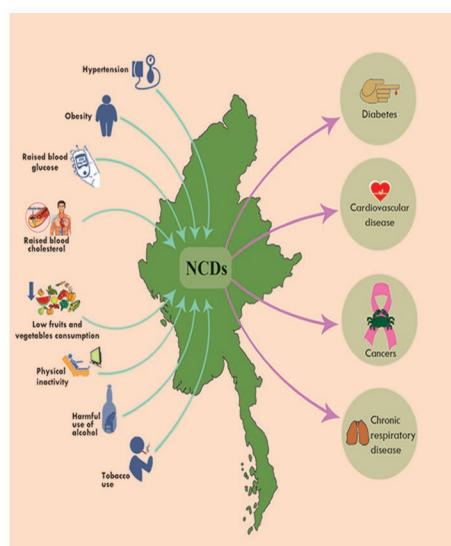 Hypertension
Obesity
Raised blood
glucose
Raised blood
cholesterol
Low fruits and
vegetables consumption
Physical
inactivity
Harmful
use of
alcohol
Tobacco
use
NCDs
Diabetes
Cardiovascular
disease
Cancers
Chronic
respiratory
disease